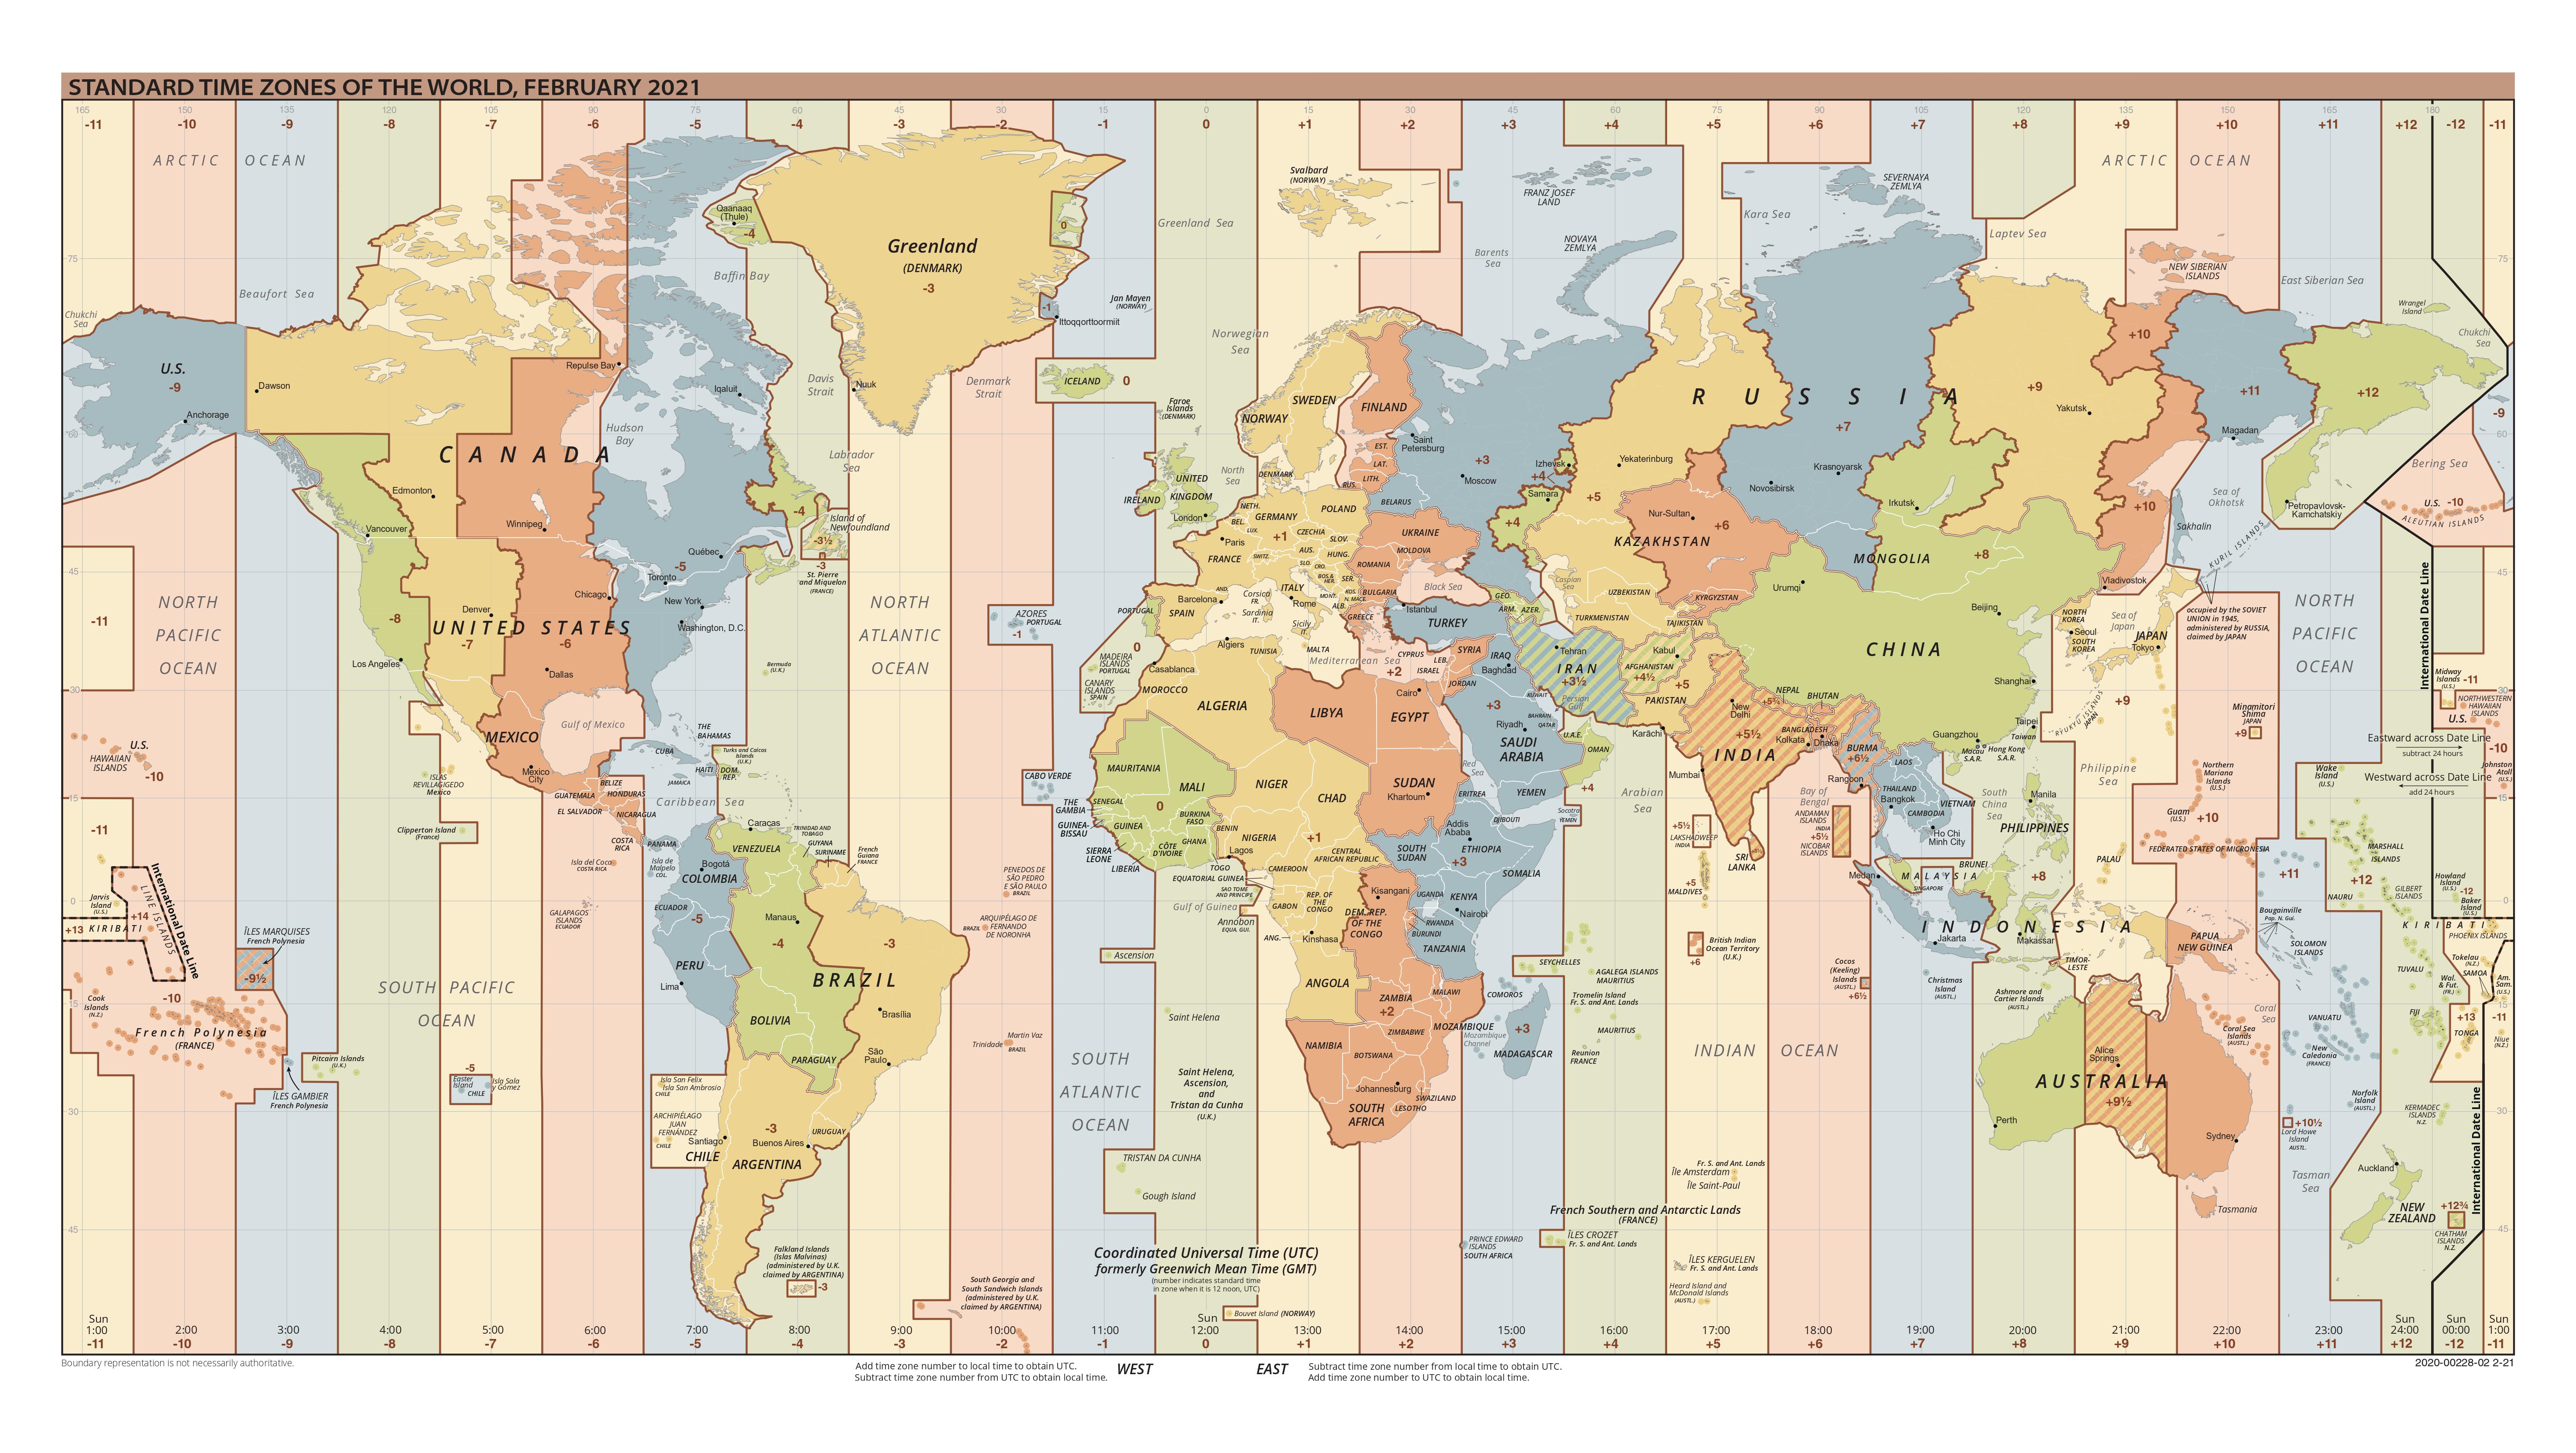 STANDARD TIME ZONES OF THE WORLD, FEBRUARY 2021
165 150 135 120 105 90 75 60 45 30 15 0 15 30 45 60 75 90 105 120 135 150 165 180
-11 -10 -9 -8 -7 -6 -5 -4 -3 -2 -1 0 +1 +2 +3 +4 +5 +6 +7 +8 +9 +10 +11 +12 -12 -11
ARCTIC OCEAN
ARCTIC OCEAN
Svalbard
(NORWAY)
FRANZ JOSEF
LAND
SEVERNAYA
ZEMLYA
Qaanaaq
(Thule)
-4
0
Greenland
(DENMARK)
-3
Greenland Sea
Kara Sea
Laptev Sea
NOVAYA
ZEMLYA
Barents
Sea
75
75
Baffin Bay
NEW SIBERIAN
ISLANDS
East Siberian Sea
Beaufort Sea
Chukchi
Sea
Jan Mayen
(NORWAY)
-1
Ittoqqortoormiit
Wrangel
Island
Chukchi
Sea
Norwegian
Sea
+10
U.S.
-9
Dawson
Anchorage
Repulse Bay
Iqaluit
Davis
Strait
Nuuk
Denmark
Strait
ICELAND
0
Faroe
Islands
(DENMARK)
NORWAY
SWEDEN
FINLAND
RUSSIA
+7
+9
Yakutsk
+11
+12
-9
Magadan
60
60
CANADA
Hudson
Bay
Labrador
Sea
North
Sea
Saint
Petersburg
+3
Moscow
Izhevsk
+4
Samara
+4
Yekaterinburg
+5
Krasnoyarsk
Novosibirsk
Irkutsk
Sea of
Okhotsk
Bering Sea
U.S. -10
ALEUTIAN ISLANDS
Petropavlovsk-
Kamchatskiy
Edmonton
Winnipeg
Vancouver
Québec
-5
Toronto
New York
Washington, D.C.
-4
Island of
Newfoundland
-3½
-3
St. Pierre
and Miquelon
(FRANCE)
UNITED
KINGDOM
IRELAND
London
DENMARK
EST.
LAT.
LITH.
RUS.
BELARUS
NETH.
BEL.
LUX.
GERMANY
POLAND
+1
Paris
FRANCE
CZECHIA
SLOV.
AUS.
HUNG.
SWITZ.
SLO.
CRO.
BOS.&
HER.
SER.
MONT.
KOS.
N. MACE.
ALB.
UKRAINE
MOLDOVA
ROMANIA
BULGARIA
GREECE
Black Sea
Istanbul
TURKEY
GEO.
ARM.
AZER.
Caspian
Sea
Nur-Sultan
+6
KAZAKHSTAN
UZBEKISTAN
KYRGYZSTAN
TURKMENISTAN
TAJIKISTAN
MONGOLIA
+8
Urumqi
Beijing
CHINA
Shanghai
Vladivostok
+10
Sakhalin
KURIL ISLANDS
occupied by the SOVIET
UNION in 1945,
administered by RUSSIA,
claimed by JAPAN
NORTH
KOREA
Seoul
SOUTH
KOREA
Sea of
Japan
JAPAN
Tokyo
+9
RYUKYU ISLANDS
JAPAN
45
45
NORTH
PACIFIC
OCEAN
-11
-8
Denver
Chicago
UNITED STATES
-7
-6
Los Angeles
Dallas
NORTH
ATLANTIC
OCEAN
Bermuda
(U.K.)
AZORES
PORTUGAL
-1
PORTUGAL
SPAIN
AND.
Barcelona
Corsica
FR.
Sardinia
IT.
ITALY
Rome
Sicily
IT.
MALTA
Mediterranean Sea
+2
0
MADEIRA
ISLANDS
PORTUGAL
CANARY
ISLANDS
SPAIN
Casablanca
MOROCCO
Algiers
TUNISIA
ALGERIA
LIBYA
EGYPT
Cairo
CYPRUS
LEB.
ISRAEL
SYRIA
JORDAN
IRAQ
Baghdad
Tehran
IRAN
+3½
Persian
Gulf
KUWAIT
BAHRAIN
QATAR
+3
Riyadh
SAUDI
ARABIA
U.A.E.
OMAN
+4
Kabul
AFGHANISTAN
+4½
+5
PAKISTAN
Karāchi
New
Delhi
NEPAL
+5¾
BHUTAN
BANGLADESH
Kolkata
Dhaka
+5½
INDIA
Mumbai
BURMA
+6½
Rangoon
LAOS
THAILAND
Bangkok
VIETNAM
CAMBODIA
Ho Chi
Minh City
Guangzhou
Macau
S.A.R.
Hong Kong
S.A.R.
Taipei
Taiwan
NORTH
PACIFIC
OCEAN
International Date Line
Midway
Islands
(U.S.)
-11
NORTHWESTERN
HAWAIIAN
ISLANDS
U.S.
-10
Minamitori
Shima
JAPAN
+9
Eastward across Date Line
subtract 24 hours
Westward across Date Line
add 24 hours
Johnston
Atoll
(U.S.)
Wake
Island
(U.S.)
30
30
U.S.
HAWAIIAN
ISLANDS
-10
MEXICO
Mexico
City
Gulf of Mexico
ISLAS
REVILLAGIGEDO
Mexico
CUBA
THE
BAHAMAS
Turks and Caicos
Islands
(U.K.)
HAITI
DOM.
REP.
JAMAICA
BELIZE
GUATEMALA
HONDURAS
EL SALVADOR
NICARAGUA
Caribbean Sea
COSTA
RICA
PANAMA
Clipperton Island
(France)
Isla del Coco
COSTA RICA
Isla de
Malpelo
COL.
Caracas
TRINIDAD AND
TOBAGO
VENEZUELA
GUYANA
SURINAME
French
Guiana
FRANCE
Bogotá
COLOMBIA
CABO VERDE
THE
GAMBIA
GUINEA-
BISSAU
SENEGAL
MAURITANIA
MALI
0
GUINEA
BURKINA
FASO
SIERRA
LEONE
LIBERIA
CÔTE
D'IVOIRE
GHANA
TOGO
BENIN
NIGER
CHAD
NIGERIA
+1
Lagos
CAMEROON
CENTRAL
AFRICAN REPUBLIC
SUDAN
Khartoum
SOUTH
SUDAN
Red
Sea
ERITREA
YEMEN
Socotra
YEMEN
DJIBOUTI
Addis
Ababa
ETHIOPIA
+3
SOMALIA
Arabian
Sea
+5½
LAKSHADWEEP
INDIA
+5
MALDIVES
SRI
LANKA
Bay of
Bengal
ANDAMAN
ISLANDS
INDIA
+5½
NICOBAR
ISLANDS
South
China
Sea
Manila
PHILIPPINES
Philippine
Sea
Northern
Mariana
Islands
(U.S.)
Guam
(U.S.)
+10
FEDERATED STATES OF MICRONESIA
+11
MARSHALL
ISLANDS
+12
PALAU
NAURU
GILBERT
ISLANDS
Howland
Island
(U.S.)
-12
Baker
Island
(U.S.)
15
15
-11
International Date Line
LINE ISLANDS
Jarvis
Island
(U.S.)
+14
+13
KIRIBATI
0
0
GALAPAGOS
ISLANDS
ECUADOR
ECUADOR
-5
PERU
Lima
Manaus
-4
-3
BRAZIL
Brasília
BOLIVIA
PARAGUAY
São
Paulo
PENEDOS DE
SÃO PEDRO
E SÃO PAULO
BRAZIL
ARQUIPÉLAGO DE
FERNANDO
DE NORONHA
BRAZIL
EQUATORIAL GUINEA
SAO TOME
AND PRINCIPE
Gulf of Guinea
Annobon
EQUA. GUI.
GABON
REP. OF
THE
CONGO
ANG.
Kinshasa
Kisangani
DEM. REP.
OF THE
CONGO
UGANDA
KENYA
Nairobi
RWANDA
BURUNDI
TANZANIA
ANGOLA
ZAMBIA
+2
MALAWI
MOZAMBIQUE
Mozambique
Channel
ZIMBABWE
NAMIBIA
BOTSWANA
Johannesburg
SWAZILAND
LESOTHO
SOUTH
AFRICA
COMOROS
+3
MADAGASCAR
SEYCHELLES
AGALEGA ISLANDS
MAURITIUS
Tromelin Island
Fr. S. and Ant. Lands
MAURITIUS
Reunion
FRANCE
British Indian
Ocean Territory
(U.K.)
+6
INDIAN OCEAN
Cocos
(Keeling)
Islands
(AUSTL.)
+6½
Christmas
Island
(AUSTL.)
Medan
MALAYSIA
SINGAPORE
BRUNEI
+8
INDONESIA
Jakarta
Makassar
TIMOR-
LESTE
Ashmore and
Cartier Islands
(AUSTL.)
PAPUA
NEW GUINEA
Bougainville
Pap. N. Gui.
SOLOMON
ISLANDS
Coral
Sea
Coral Sea
Islands
(AUSTL.)
VANUATU
New
Caledonia
(FRANCE)
KIRIBATI
PHOENIX ISLANDS
TUVALU
Tokelau
(N.Z.)
SAMOA
Wal.
& Fut.
(FR.)
Am.
Sam.
(U.S.)
FIJI
+13
TONGA
-11
Niue
(N.Z.)
ÎLES MARQUISES
French Polynesia
-9½
Cook
Islands
(N.Z.)
-10
French Polynesia
(FRANCE)
ÎLES GAMBIER
French Polynesia
Pitcairn Islands
(U.K.)
SOUTH PACIFIC
OCEAN
15
15
-5
Easter
Island
Isla Sala
y Gómez
CHILE
Isla San Felix
Isla San Ambrosio
CHILE
ARCHIPIÉLAGO
JUAN
FERNÁNDEZ
CHILE
Santiago
CHILE
-3
Buenos Aires
URUGUAY
ARGENTINA
Martin Vaz
Trindade
BRAZIL
Ascension
Saint Helena
SOUTH
ATLANTIC
OCEAN
Saint Helena,
Ascension,
and
Tristan da Cunha
(U.K.)
TRISTAN DA CUNHA
Gough Island
Alice
Springs
AUSTRALIA
+9½
Perth
Sydney
Tasmania
Norfolk
Island
(AUSTL.)
+10½
Lord Howe
Island
AUSTL.
Tasman
Sea
KERMADEC
ISLANDS
N.Z.
Auckland
NEW
ZEALAND
+12¾
CHATHAM
ISLANDS
N.Z.
International Date Line
30
30
45
45
Fr. S. and Ant. Lands
Île Amsterdam
Île Saint-Paul
French Southern and Antarctic Lands
(FRANCE)
PRINCE EDWARD
ISLANDS
SOUTH AFRICA
ÎLES CROZET
Fr. S. and Ant. Lands
ÎLES KERGUELEN
Fr. S. and Ant. Lands
Heard Island and
McDonald Islands
(AUSTL.)
Falkland Islands
(Islas Malvinas)
(administered by U.K.
claimed by ARGENTINA)
-3
South Georgia and
South Sandwich Islands
(administered by U.K.
claimed by ARGENTINA)
Coordinated Universal Time (UTC)
formerly Greenwich Mean Time (GMT)
(number indicates standard time
in zone when it is 12 noon, UTC)
Bouvet Island (NORWAY)
Sun Sun Sun Sun Sun
1:00 2:00 3:00 4:00 5:00 6:00 7:00 8:00 9:00 10:00 11:00 12:00 13:00 14:00 15:00 16:00 17:00 18:00 19:00 20:00 21:00 22:00 23:00 24:00 00:00 1:00
-11 -10 -9 -8 -7 -6 -5 -4 -3 -2 -1 0 +1 +2 +3 +4 +5 +6 +7 +8 +9 +10 +11 +12 -12 -11
Boundary representation is not necessarily authoritative.
Add time zone number to local time to obtain UTC.
Subtract time zone number from UTC to obtain local time.
WEST
EAST
Subtract time zone number from local time to obtain UTC.
Add time zone number to UTC to obtain local time.
2020-00228-02 2-21